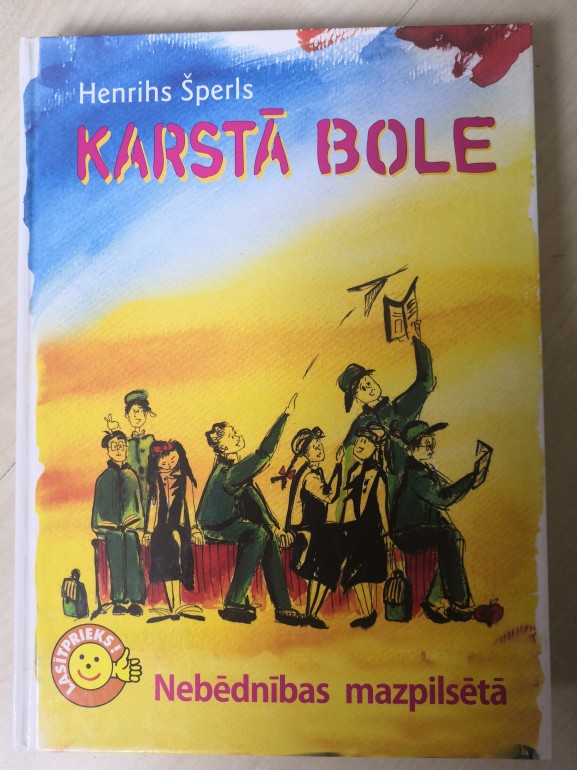 Henrihs Šperls
KARSTĀ BOLE
LASĪTPRIEKS!
Nebēdnības mazpilsētā